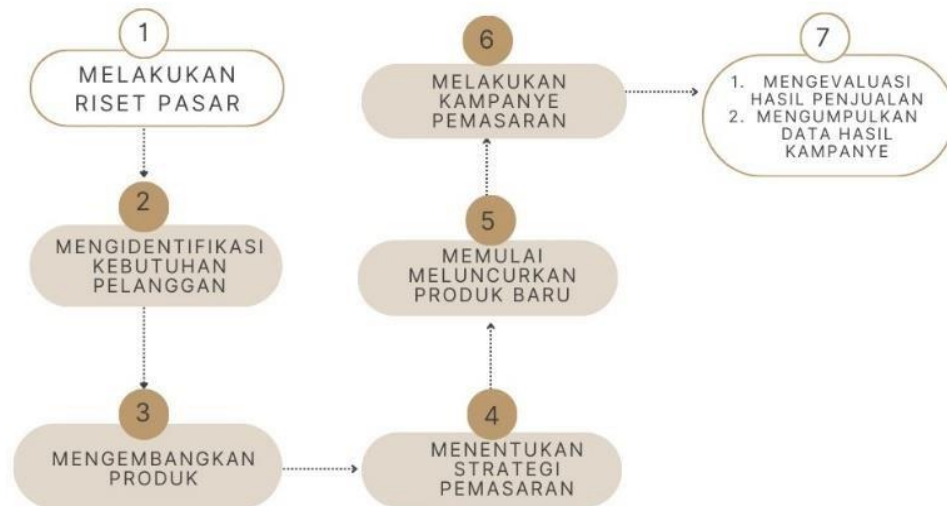 1
MELAKUKAN
RISET PASAR
2
MENGIDENTIFIKASI
KEBUTUHAN
PELANGGAN
3
MENGEMBANGKAN
PRODUK
4
MENENTUKAN
STRATEGI
PEMASARAN
5
MEMULAI
MELUNCURKAN
PRODUK BARU
6
MELAKUKAN
KAMPANYE
PEMASARAN
7
1. MENGEVALUASI
HASIL PENJUALAN
2. MENGUMPULKAN
DATA HASIL
KAMPANYE